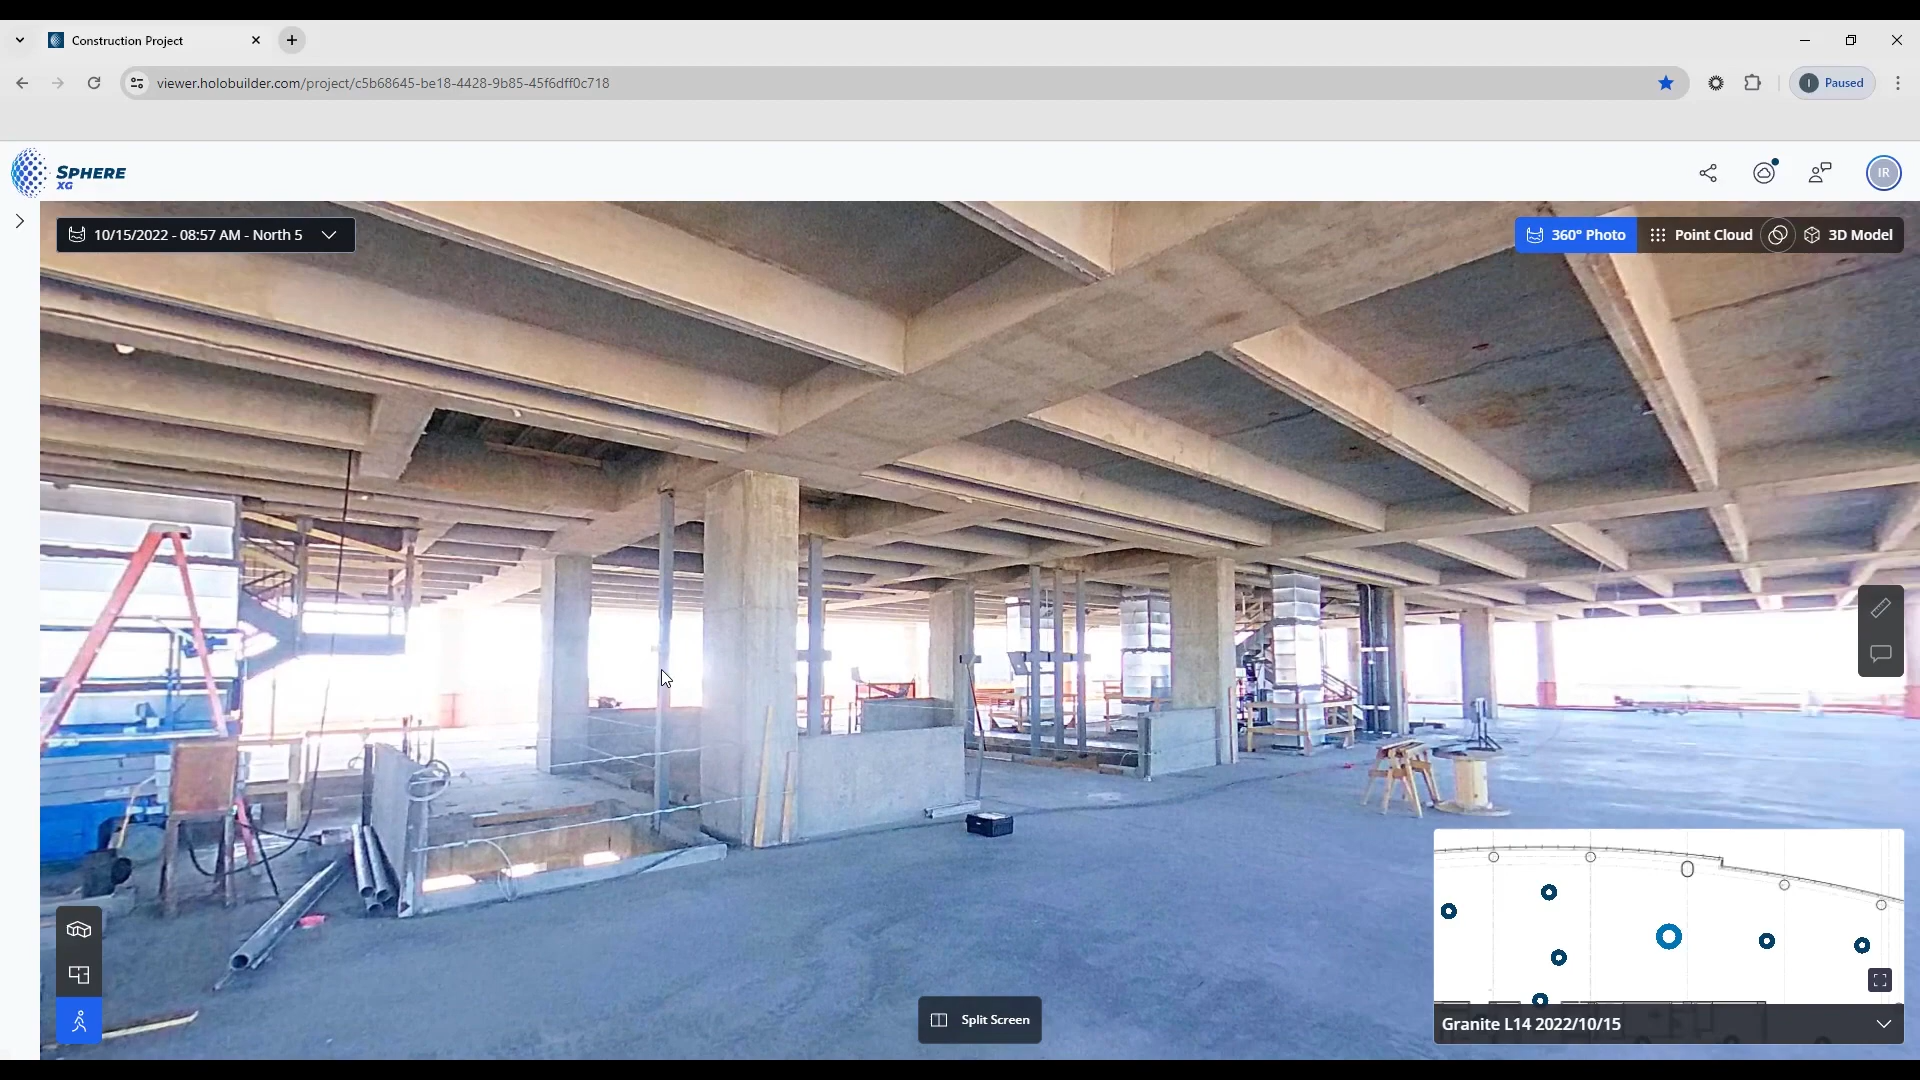 Construction Project
viewer.holobuilder.com/project/c5b68645-be18-4428-9b85-45f6dff0c718
I
Paused
SPHERE
XG
IR
10/15/2022 - 08:57 AM - North 5
360° Photo
Point Cloud
3D Model
Split Screen
Granite L14 2022/10/15